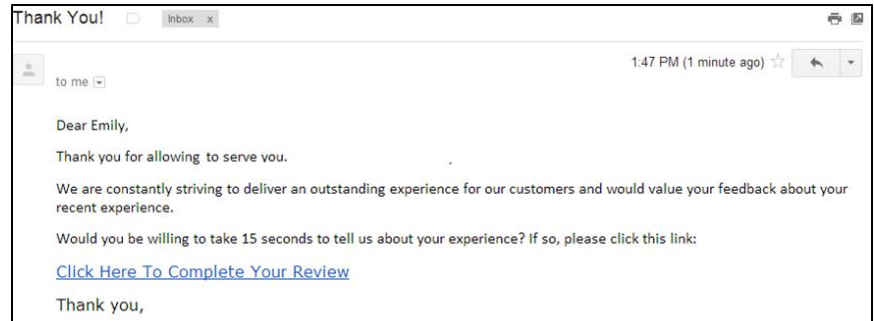 Thank You!
Inbox x
1:47 PM (1 minute ago)
to me
Dear Emily,
Thank you for allowing to serve you.
We are constantly striving to deliver an outstanding experience for our customers and would value your feedback about your
recent experience.
Would you be willing to take 15 seconds to tell us about your experience? If so, please click this link:
Click Here To Complete Your Review
Thank you,